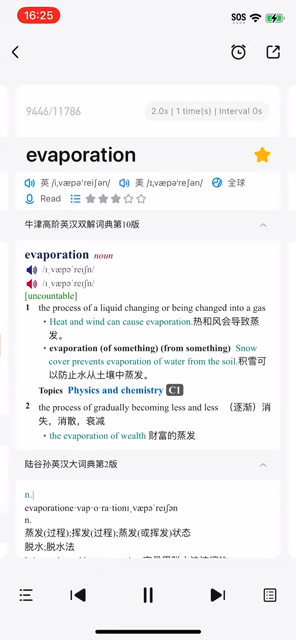 16:25
SOS
9446/11786
2.0x | 1 time(s) | Interval 0s
evaporation
英 /i,væpə'reiʃən/ 美 /ɪ,væpə'reʃən/ 全球
Read
牛津高阶英汉双解词典第10版
evaporation noun
/ɪˌvæpəˈreɪʃn/
/ɪˌvæpəˈreɪʃn/
[uncountable]
1 the process of a liquid changing or being changed into a gas
• Heat and wind can cause evaporation.热和风会导致蒸
发。
• evaporation (of something) (from something) Snow
cover prevents evaporation of water from the soil.积雪可
以防止水从土壤中蒸发。
Topics Physics and chemistry C1
2 the process of gradually becoming less and less （逐渐）消
失，消散，衰减
• the evaporation of wealth 财富的蒸发
陆谷孙英汉大词典第2版
n.|
evaporatione·vap·o·ra·tionɪˌvæpəˈreɪʃən
n.
蒸发(过程);挥发(过程);蒸发(或挥发)状态
脱水;脱水法